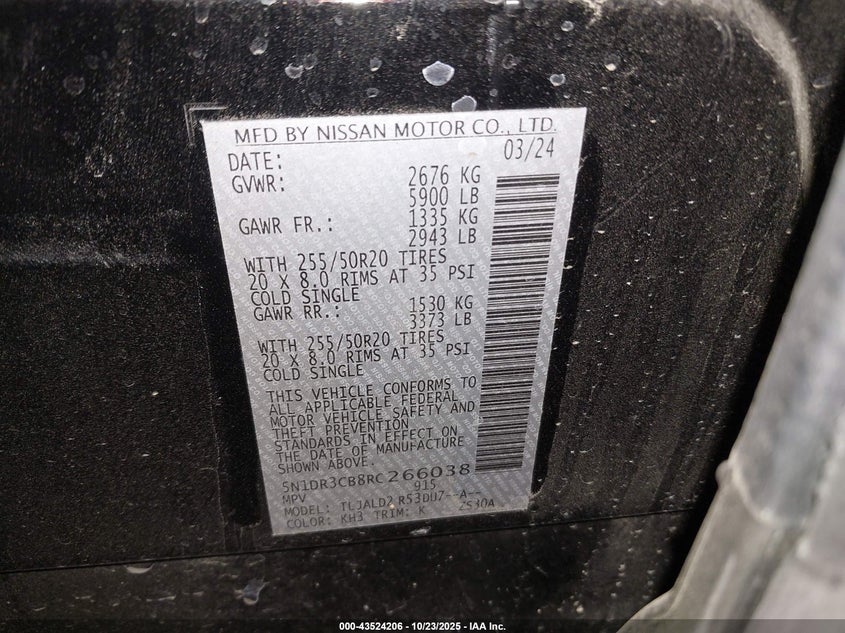 MFD BY NISSAN MOTOR CO., LTD.
DATE: 03/24
GVWR: 2676 KG
5900 LB
GAWR FR.: 1335 KG
2943 LB
WITH 255/50R20 TIRES
20 X 8.0 RIMS AT 35 PSI
COLD SINGLE
GAWR RR.: 1530 KG
3373 LB
WITH 255/50R20 TIRES
20 X 8.0 RIMS AT 35 PSI
COLD SINGLE
THIS VEHICLE CONFORMS TO
ALL APPLICABLE FEDERAL
MOTOR VEHICLE SAFETY AND
THEFT PREVENTION
STANDARDS IN EFFECT ON
THE DATE OF MANUFACTURE
SHOWN ABOVE.
5N1DR3CB8RC266038
MPV 915
MODEL: TLJALD2 R53DU7--A--
COLOR: KH3 TRIM: K 2530A
000-43524206 - 10/23/2025 - IAA Inc.